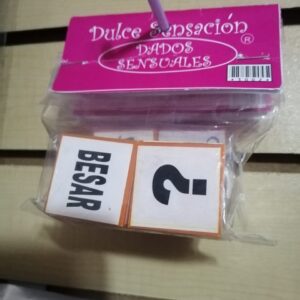 Dulce Sensación
®
DADOS
SENSUALES
BESAR
?